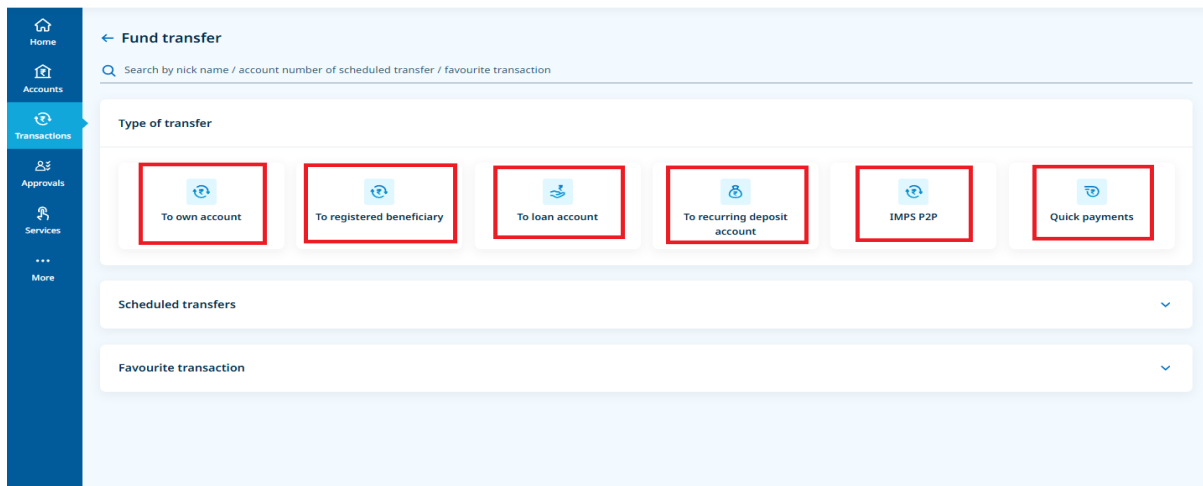 Home
Accounts
Transactions
Approvals
Services
More
Fund transfer
Search by nick name / account number of scheduled transfer / favourite transaction
Type of transfer
To own account
To registered beneficiary
To loan account
To recurring deposit
account
IMPS P2P
Quick payments
Scheduled transfers
Favourite transaction